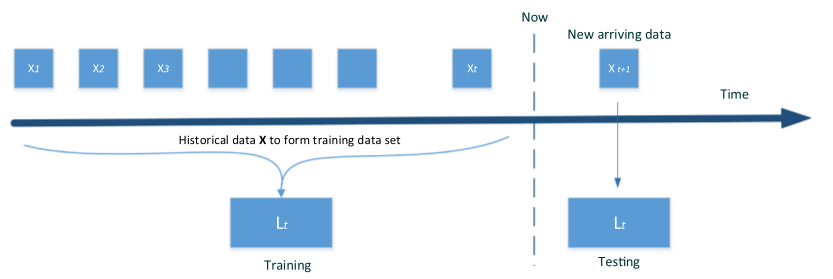 Now
New arriving data
X1 X2 X3 Xt X t+1
Time
Historical data X to form training data set
Lt Lt
Training Testing